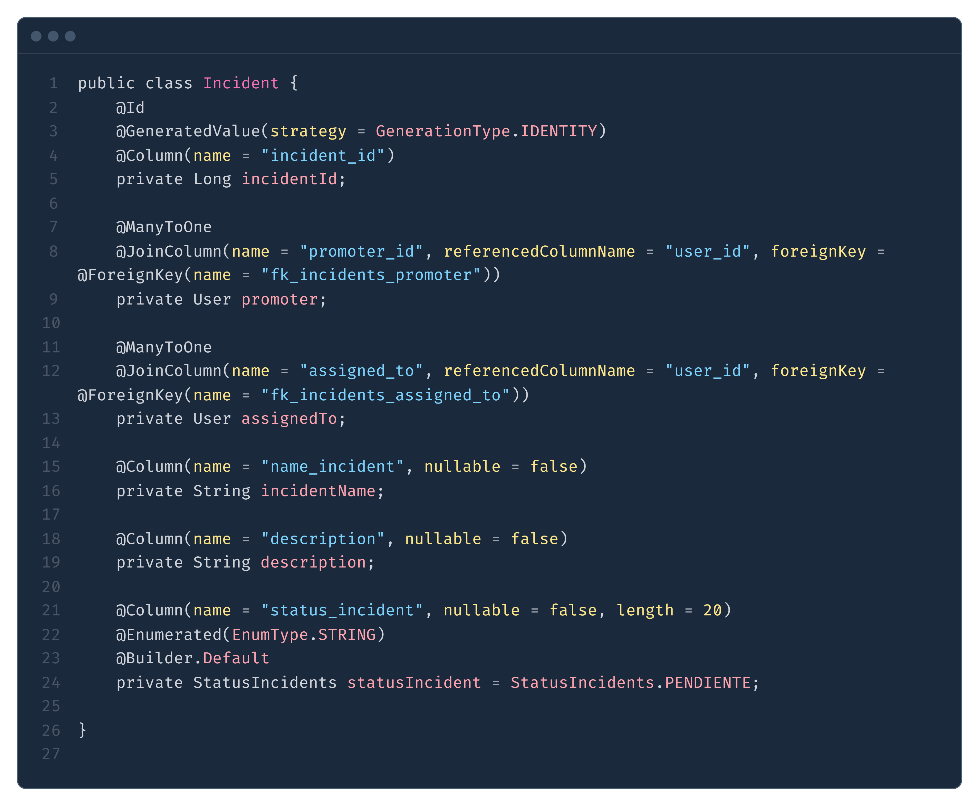 1 public class Incident {
2     @Id
3     @GeneratedValue(strategy = GenerationType.IDENTITY)
4     @Column(name = "incident_id")
5     private Long incidentId;
6
7     @ManyToOne
8     @JoinColumn(name = "promoter_id", referencedColumnName = "user_id", foreignKey =
@ForeignKey(name = "fk_incidents_promoter"))
9     private User promoter;
10
11     @ManyToOne
12     @JoinColumn(name = "assigned_to", referencedColumnName = "user_id", foreignKey =
@ForeignKey(name = "fk_incidents_assigned_to"))
13     private User assignedTo;
14
15     @Column(name = "name_incident", nullable = false)
16     private String incidentName;
17
18     @Column(name = "description", nullable = false)
19     private String description;
20
21     @Column(name = "status_incident", nullable = false, length = 20)
22     @Enumerated(EnumType.STRING)
23     @Builder.Default
24     private StatusIncidents statusIncident = StatusIncidents.PENDIENTE;
25
26 }
27